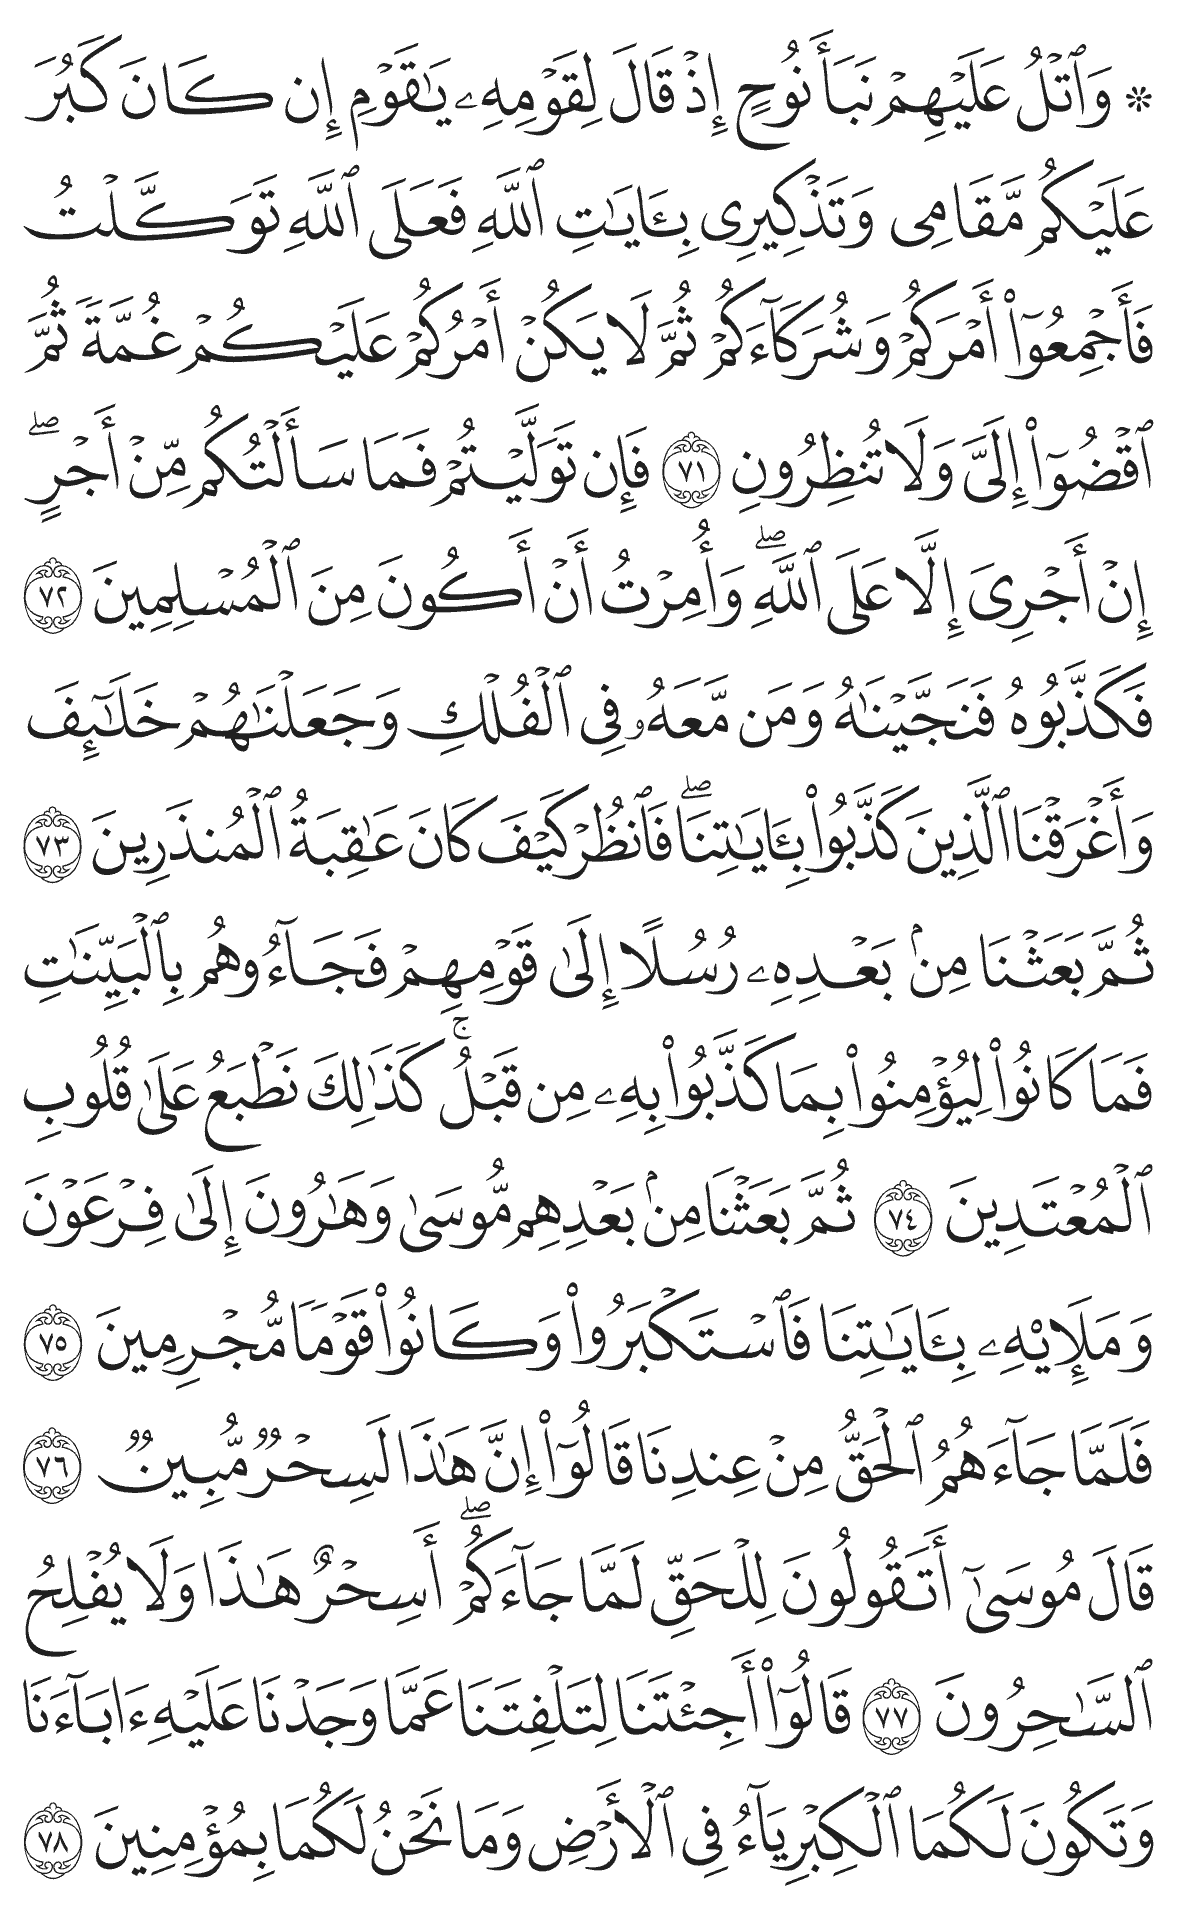 ۞ وَٱتۡلُ عَلَيۡهِمۡ نَبَأَ نُوحٍ إِذۡ قَالَ لِقَوۡمِهِۦ يَٰقَوۡمِ إِن كَانَ كَبُرَ
عَلَيۡكُم مَّقَامِي وَتَذۡكِيرِي بِـَٔايَٰتِ ٱللَّهِ فَعَلَى ٱللَّهِ تَوَكَّلۡتُ
فَأَجۡمِعُوٓاْ أَمۡرَكُمۡ وَشُرَكَآءَكُمۡ ثُمَّ لَا يَكُنۡ أَمۡرُكُمۡ عَلَيۡكُمۡ غُمَّةٗ ثُمَّ
ٱقۡضُوٓاْ إِلَيَّ وَلَا تُنظِرُونِ ٧١ فَإِن تَوَلَّيۡتُمۡ فَمَا سَأَلۡتُكُم مِّنۡ أَجۡرٍۖ
إِنۡ أَجۡرِيَ إِلَّا عَلَى ٱللَّهِۖ وَأُمِرۡتُ أَنۡ أَكُونَ مِنَ ٱلۡمُسۡلِمِينَ ٧٢
فَكَذَّبُوهُ فَنَجَّيۡنَٰهُ وَمَن مَّعَهُۥ فِي ٱلۡفُلۡكِ وَجَعَلۡنَٰهُمۡ خَلَٰٓئِفَ
وَأَغۡرَقۡنَا ٱلَّذِينَ كَذَّبُواْ بِـَٔايَٰتِنَاۖ فَٱنظُرۡ كَيۡفَ كَانَ عَٰقِبَةُ ٱلۡمُنذَرِينَ ٧٣
ثُمَّ بَعَثۡنَا مِنۢ بَعۡدِهِۦ رُسُلًا إِلَىٰ قَوۡمِهِمۡ فَجَآءُوهُم بِٱلۡبَيِّنَٰتِ
فَمَا كَانُواْ لِيُؤۡمِنُواْ بِمَا كَذَّبُواْ بِهِۦ مِن قَبۡلُۚ كَذَٰلِكَ نَطۡبَعُ عَلَىٰ قُلُوبِ
ٱلۡمُعۡتَدِينَ ٧٤ ثُمَّ بَعَثۡنَا مِنۢ بَعۡدِهِم مُّوسَىٰ وَهَٰرُونَ إِلَىٰ فِرۡعَوۡنَ
وَمَلَإِيْهِۦ بِـَٔايَٰتِنَا فَٱسۡتَكۡبَرُواْ وَكَانُواْ قَوۡمٗا مُّجۡرِمِينَ ٧٥
فَلَمَّا جَآءَهُمُ ٱلۡحَقُّ مِنۡ عِندِنَا قَالُوٓاْ إِنَّ هَٰذَا لَسِحۡرٞ مُّبِينٞ ٧٦
قَالَ مُوسَىٰٓ أَتَقُولُونَ لِلۡحَقِّ لَمَّا جَآءَكُمۡۖ أَسِحۡرٌ هَٰذَا وَلَا يُفۡلِحُ
ٱلسَّٰحِرُونَ ٧٧ قَالُوٓاْ أَجِئۡتَنَا لِتَلۡفِتَنَا عَمَّا وَجَدۡنَا عَلَيۡهِ ءَابَآءَنَا
وَتَكُونَ لَكُمَا ٱلۡكِبۡرِيَآءُ فِي ٱلۡأَرۡضِ وَمَا نَحۡنُ لَكُمَا بِمُؤۡمِنِينَ ٧٨